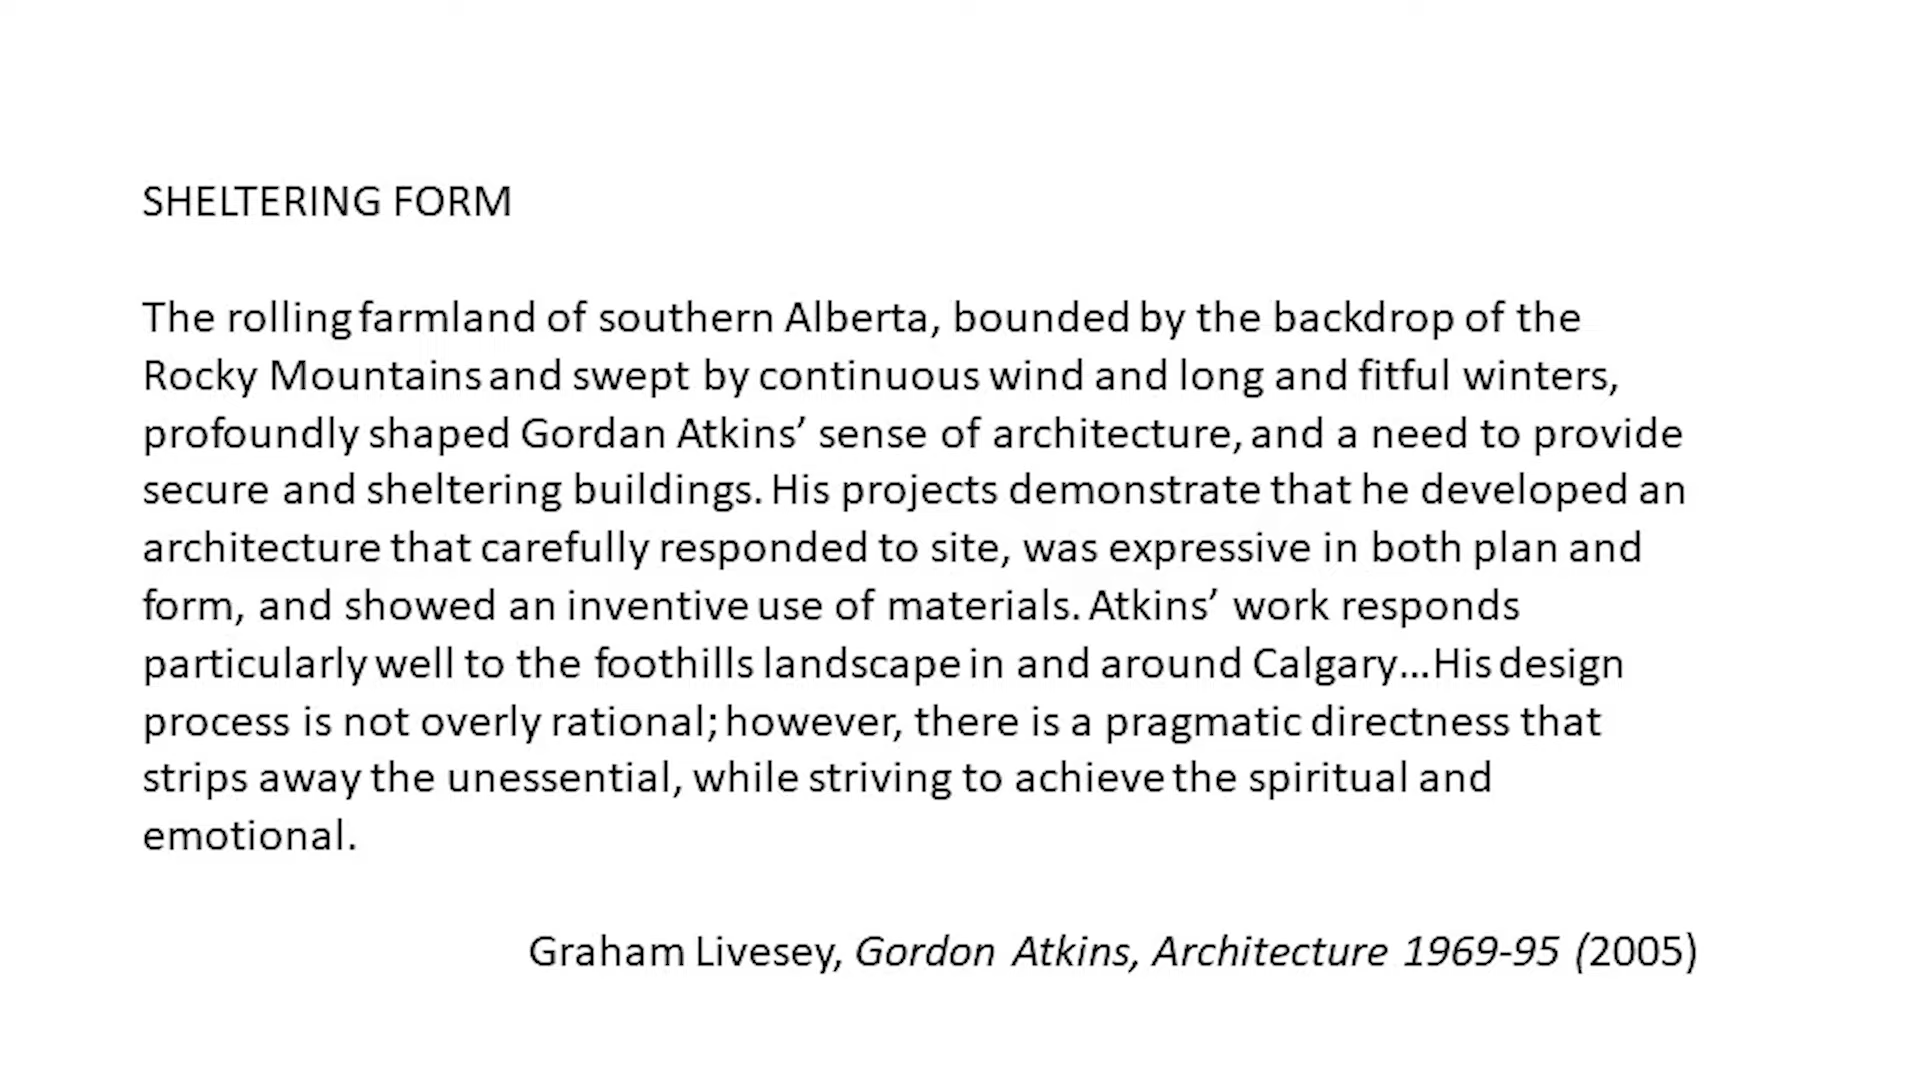 SHELTERING FORM
The rolling farmland of southern Alberta, bounded by the backdrop of the
Rocky Mountains and swept by continuous wind and long and fitful winters,
profoundly shaped Gordan Atkins’ sense of architecture, and a need to provide
secure and sheltering buildings. His projects demonstrate that he developed an
architecture that carefully responded to site, was expressive in both plan and
form, and showed an inventive use of materials. Atkins’ work responds
particularly well to the foothills landscape in and around Calgary…His design
process is not overly rational; however, there is a pragmatic directness that
strips away the unessential, while striving to achieve the spiritual and
emotional.
Graham Livesey, Gordon Atkins, Architecture 1969-95 (2005)